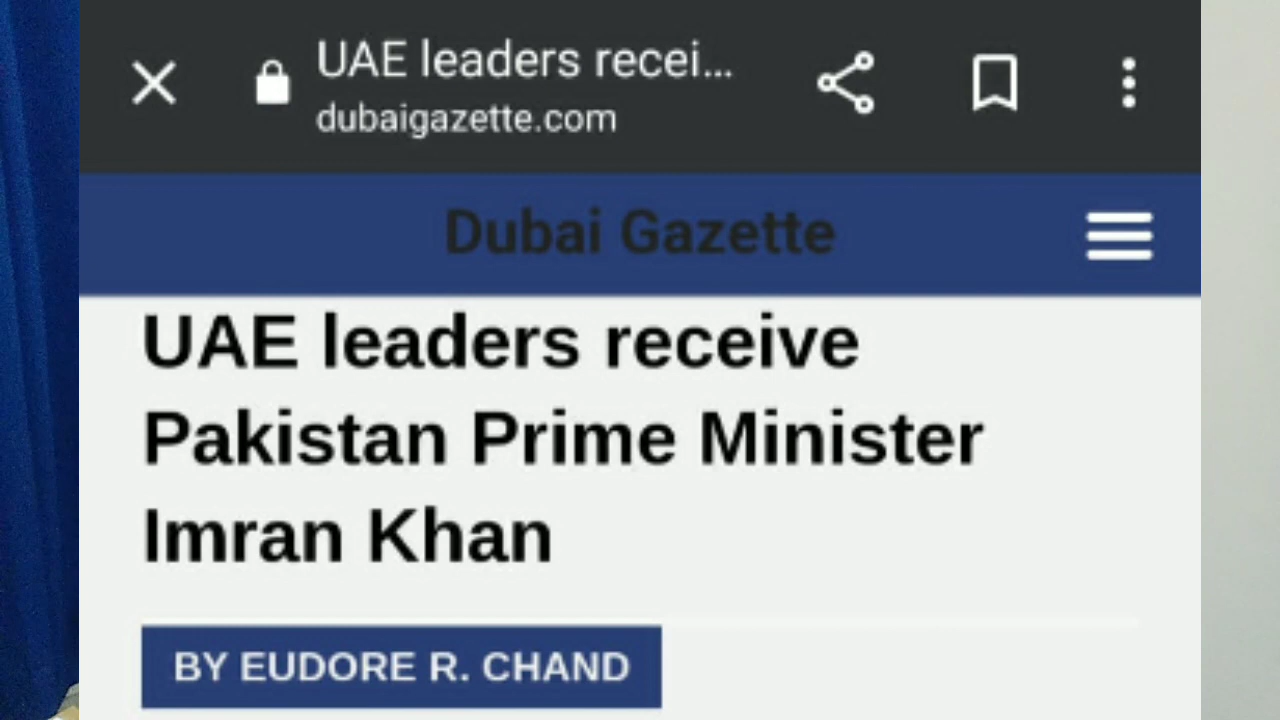 UAE leaders recei...
dubaigazette.com
Dubai Gazette
UAE leaders receive
Pakistan Prime Minister
Imran Khan
BY EUDORE R. CHAND